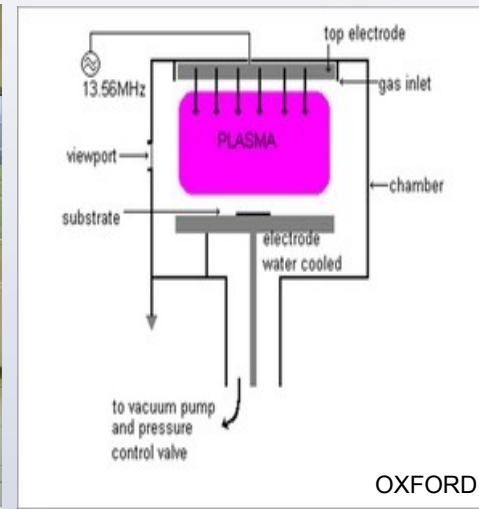 top electrode
gas inlet
13.56MHz
PLASMA
viewport
chamber
substrate
electrode
water cooled
to vacuum pump
and pressure
control valve
OXFORD